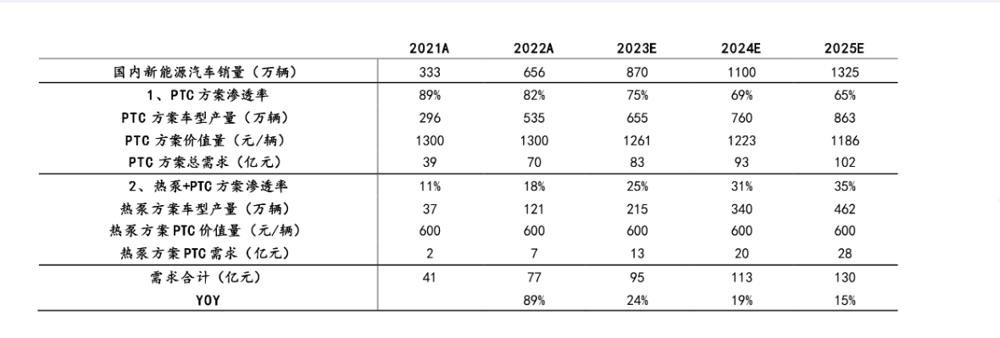 2021A 2022A 2023E 2024E 2025E
国内新能源汽车销量（万辆） 333 656 870 1100 1325
1、PTC 方案渗透率 89% 82% 75% 69% 65%
PTC 方案车型产量（万辆） 296 535 655 760 863
PTC 方案价值量（元/辆） 1300 1300 1261 1223 1186
PTC 方案总需求（亿元） 39 70 83 93 102
2、热泵+PTC 方案渗透率 11% 18% 25% 31% 35%
热泵方案车型产量（万辆） 37 121 215 340 462
热泵方案 PTC 价值量（元/辆） 600 600 600 600 600
热泵方案 PTC 需求（亿元） 2 7 13 20 28
需求合计（亿元） 41 77 95 113 130
YOY 89% 24% 19% 15%